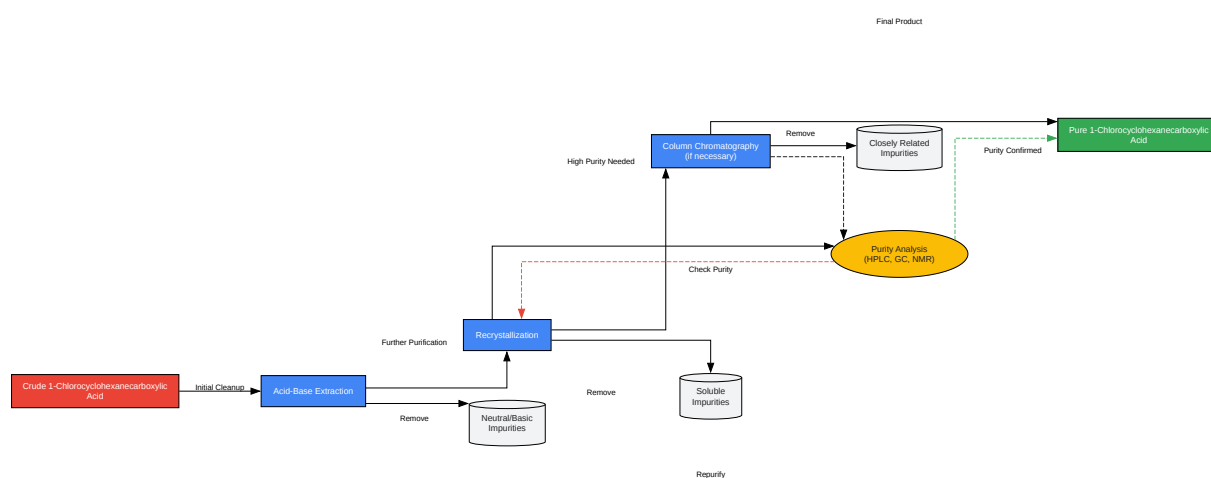 Final Product
Column Chromatography
(if necessary)
Remove
Closely Related
Impurities
Pure 1-Chlorocyclohexanecarboxylic
Acid
High Purity Needed
Purity Confirmed
Purity Analysis
(HPLC, GC, NMR)
Check Purity
Recrystallization
Further Purification
Crude 1-Chlorocyclohexanecarboxylic
Acid
Initial Cleanup
Acid-Base Extraction
Remove
Soluble
Impurities
Remove
Neutral/Basic
Impurities
Repurify